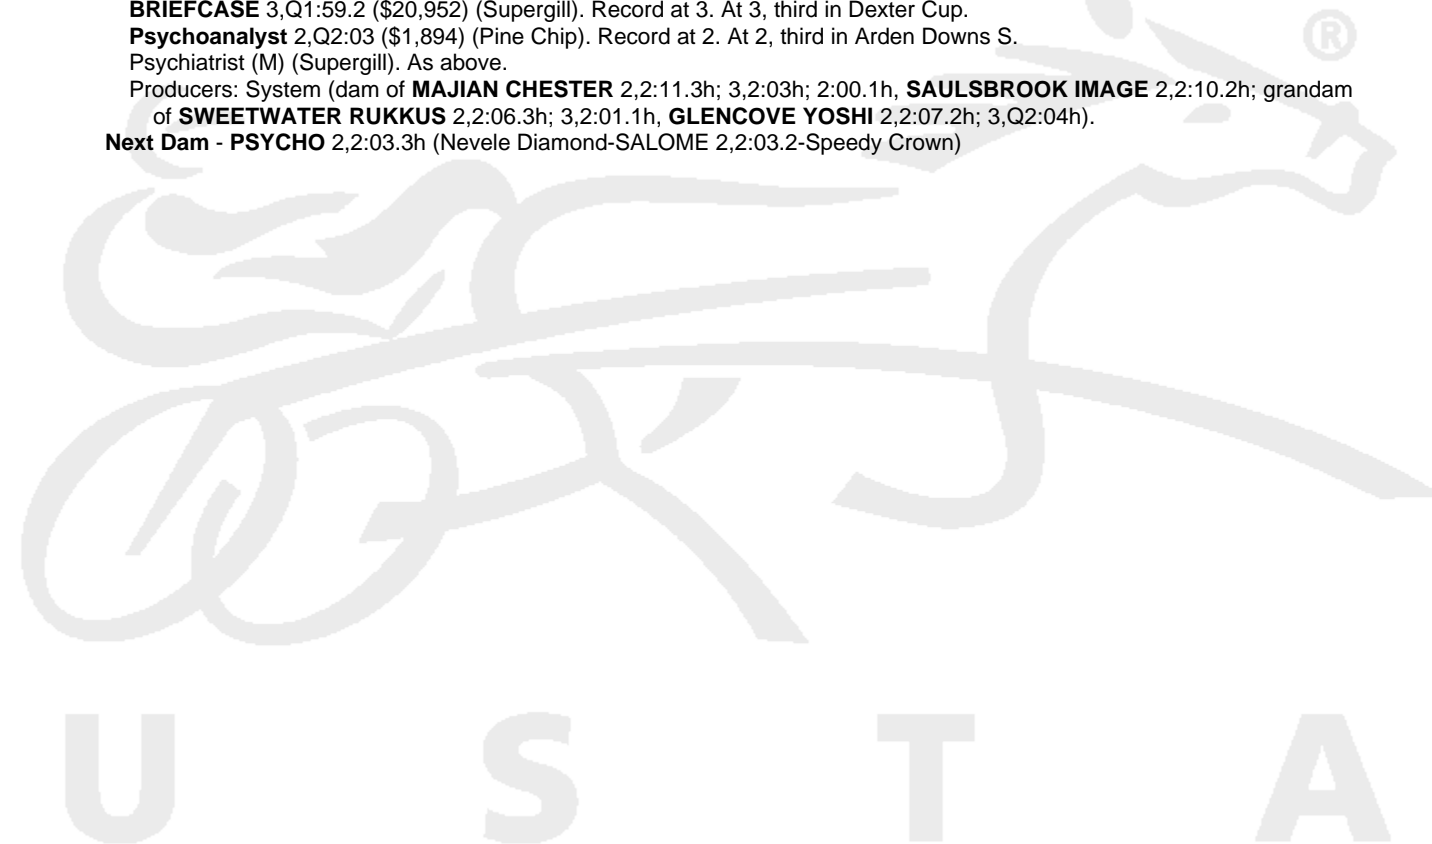 BRIEFCASE 3,Q1:59.2 ($20,952) (Supergill). Record at 3. At 3, third in Dexter Cup.
Psychoanalyst 2,Q2:03 ($1,894) (Pine Chip). Record at 2. At 2, third in Arden Downs S.
Psychiatrist (M) (Supergill). As above.
Producers: System (dam of MAJIAN CHESTER 2,2:11.3h; 3,2:03h; 2:00.1h, SAULSBROOK IMAGE 2,2:10.2h; grandam
of SWEETWATER RUKKUS 2,2:06.3h; 3,2:01.1h, GLENCOVE YOSHI 2,2:07.2h; 3,Q2:04h).
Next Dam - PSYCHO 2,2:03.3h (Nevele Diamond-SALOME 2,2:03.2-Speedy Crown)
®
U S T A